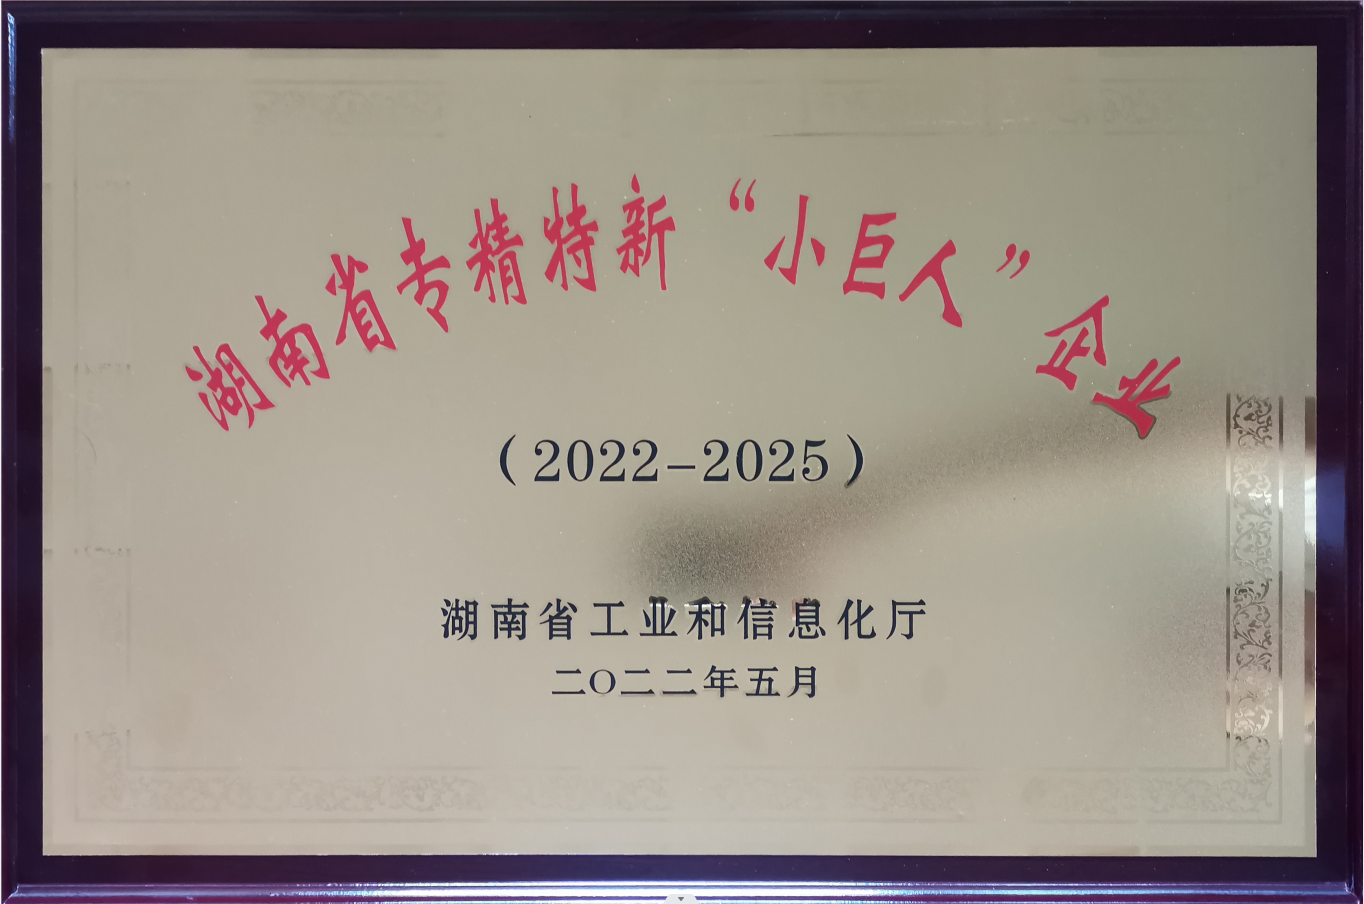 湖南省专精特新“小巨人”企业
（2022-2025）
湖南省工业和信息化厅
二〇二二年五月